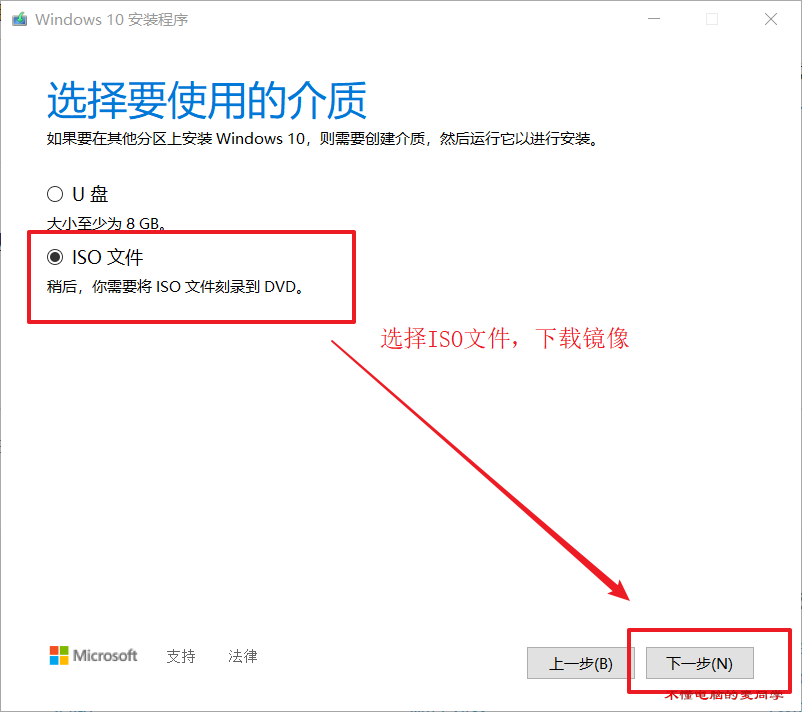 Windows 10 安装程序
选择要使用的介质
如果要在其他分区上安装 Windows 10，则需要创建介质，然后运行它以进行安装。
U 盘
大小至少为 8 GB。
ISO 文件
稍后，你需要将 ISO 文件刻录到 DVD。
选择ISO文件，下载镜像
Microsoft 支持 法律 上一步(B) 下一步(N)